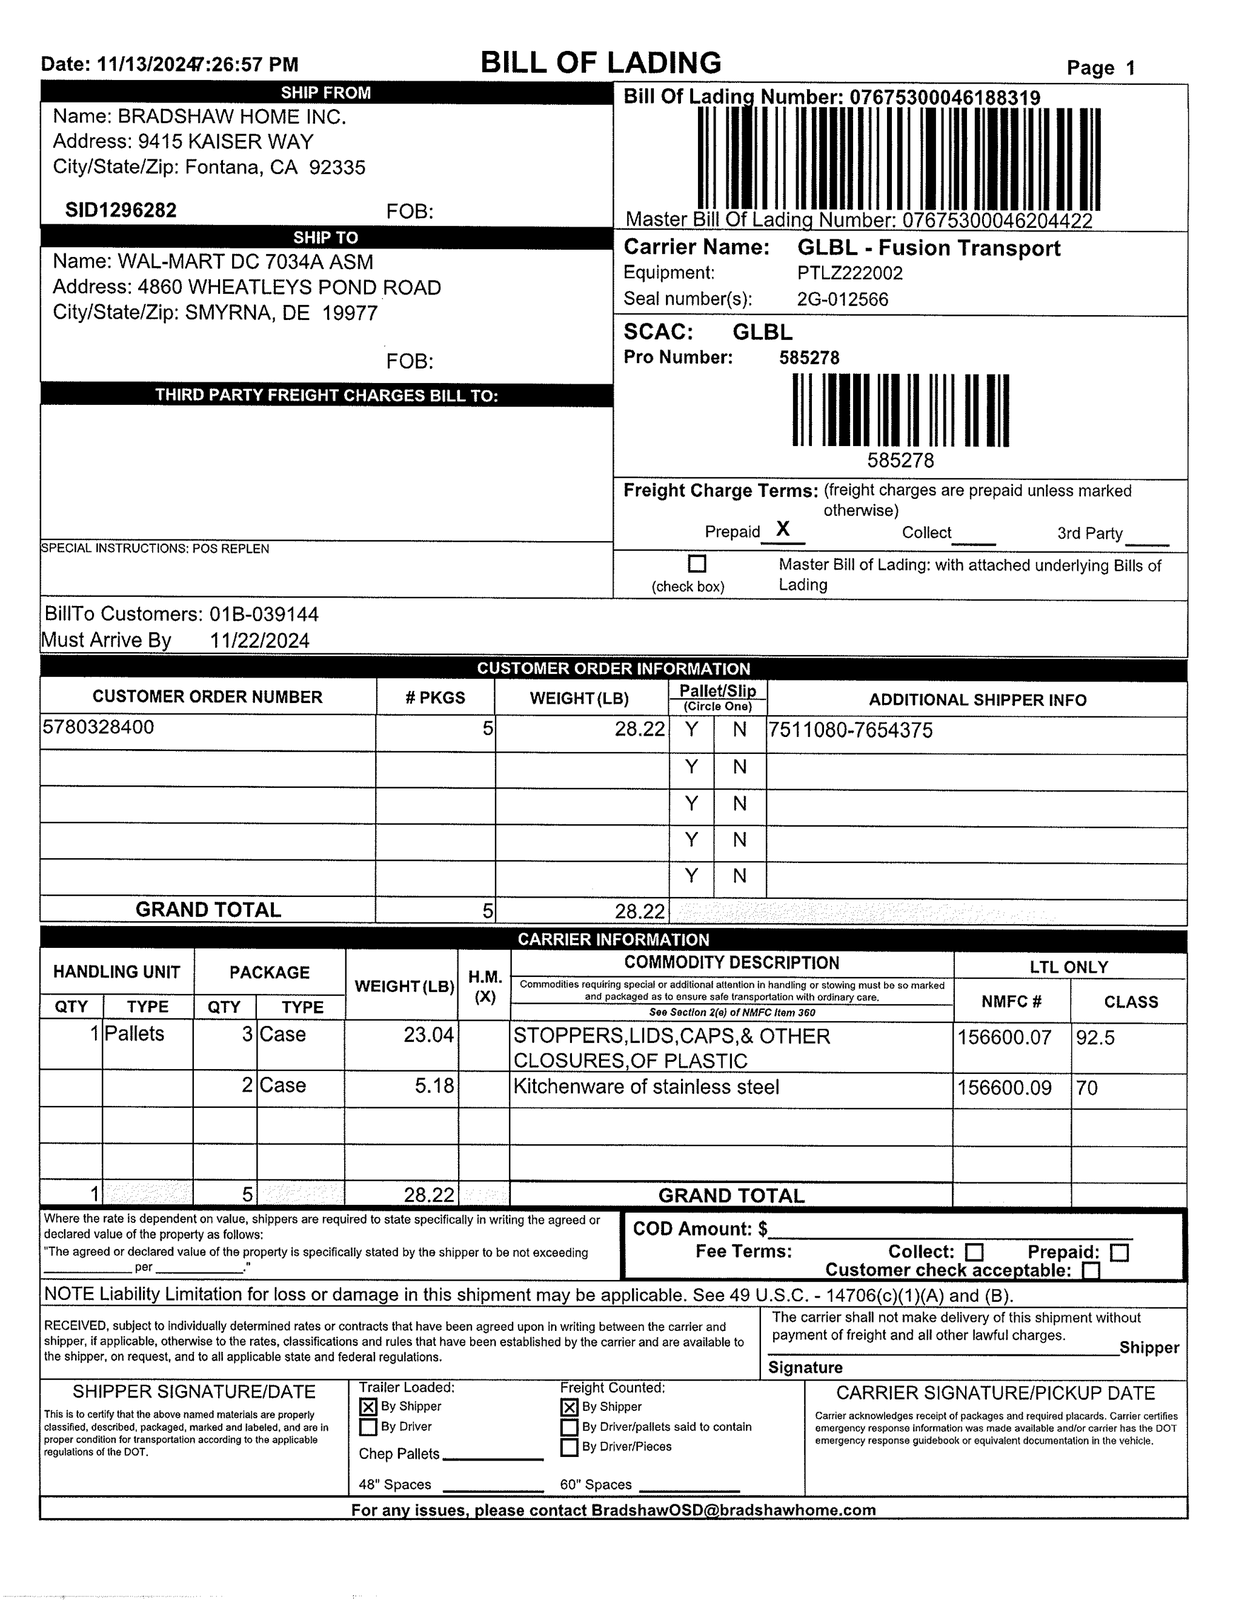 Date: 11/13/2024 7:26:57 PM
BILL OF LADING
Page 1
SHIP FROM
Name: BRADSHAW HOME INC.
Address: 9415 KAISER WAY
City/State/Zip: Fontana, CA 92335
SID1296282 FOB:
Bill Of Lading Number: 07675300046188319
Master Bill Of Lading Number: 07675300046204422
SHIP TO
Name: WAL-MART DC 7034A ASM
Address: 4860 WHEATLEYS POND ROAD
City/State/Zip: SMYRNA, DE 19977
FOB:
Carrier Name: GLBL - Fusion Transport
Equipment: PTLZ222002
Seal number(s): 2G-012566
SCAC: GLBL
Pro Number: 585278
585278
THIRD PARTY FREIGHT CHARGES BILL TO:
Freight Charge Terms: (freight charges are prepaid unless marked
otherwise)
Prepaid X Collect 3rd Party
SPECIAL INSTRUCTIONS: POS REPLEN
(check box)
Master Bill of Lading: with attached underlying Bills of
Lading
BillTo Customers: 01B-039144
Must Arrive By 11/22/2024
CUSTOMER ORDER INFORMATION
CUSTOMER ORDER NUMBER # PKGS WEIGHT(LB) Pallet/Slip (Circle One) ADDITIONAL SHIPPER INFO
5780328400 5 28.22 Y N 7511080-7654375
Y N
Y N
Y N
Y N
GRAND TOTAL 5 28.22
CARRIER INFORMATION
HANDLING UNIT PACKAGE WEIGHT(LB) H.M. (X) COMMODITY DESCRIPTION LTL ONLY
Commodities requiring special or additional attention in handling or stowing must be so marked
and packaged as to ensure safe transportation with ordinary care.
See Section 2(e) of NMFC Item 360
QTY TYPE QTY TYPE NMFC # CLASS
1 Pallets 3 Case 23.04 STOPPERS,LIDS,CAPS,& OTHER 156600.07 92.5
CLOSURES,OF PLASTIC
2 Case 5.18 Kitchenware of stainless steel 156600.09 70
1 5 28.22 GRAND TOTAL
Where the rate is dependent on value, shippers are required to state specifically in writing the agreed or
declared value of the property as follows:
"The agreed or declared value of the property is specifically stated by the shipper to be not exceeding
____________ per ____________."
COD Amount: $
Fee Terms: Collect: Prepaid:
Customer check acceptable:
NOTE Liability Limitation for loss or damage in this shipment may be applicable. See 49 U.S.C. - 14706(c)(1)(A) and (B).
RECEIVED, subject to individually determined rates or contracts that have been agreed upon in writing between the carrier and
shipper, if applicable, otherwise to the rates, classifications and rules that have been established by the carrier and are available to
the shipper, on request, and to all applicable state and federal regulations.
The carrier shall not make delivery of this shipment without
payment of freight and all other lawful charges.
Shipper
Signature
SHIPPER SIGNATURE/DATE
This is to certify that the above named materials are properly
classified, described, packaged, marked and labeled, and are in
proper condition for transportation according to the applicable
regulations of the DOT.
Trailer Loaded:
X By Shipper
By Driver
Chep Pallets
48" Spaces
Freight Counted:
X By Shipper
By Driver/pallets said to contain
By Driver/Pieces
60" Spaces
CARRIER SIGNATURE/PICKUP DATE
Carrier acknowledges receipt of packages and required placards. Carrier certifies
emergency response information was made available and/or carrier has the DOT
emergency response guidebook or equivalent documentation in the vehicle.
For any issues, please contact BradshawOSD@bradshawhome.com